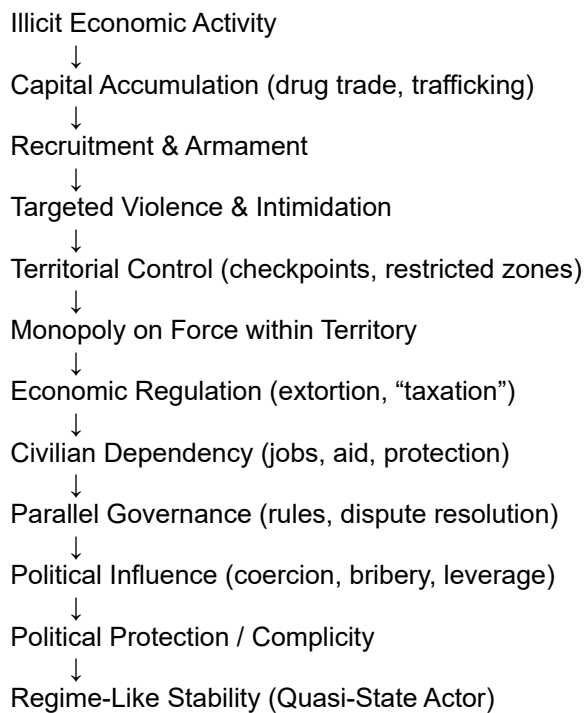 Illicit Economic Activity
↓
Capital Accumulation (drug trade, trafficking)
↓
Recruitment & Armament
↓
Targeted Violence & Intimidation
↓
Territorial Control (checkpoints, restricted zones)
↓
Monopoly on Force within Territory
↓
Economic Regulation (extortion, “taxation”)
↓
Civilian Dependency (jobs, aid, protection)
↓
Parallel Governance (rules, dispute resolution)
↓
Political Influence (coercion, bribery, leverage)
↓
Political Protection / Complicity
↓
Regime-Like Stability (Quasi-State Actor)